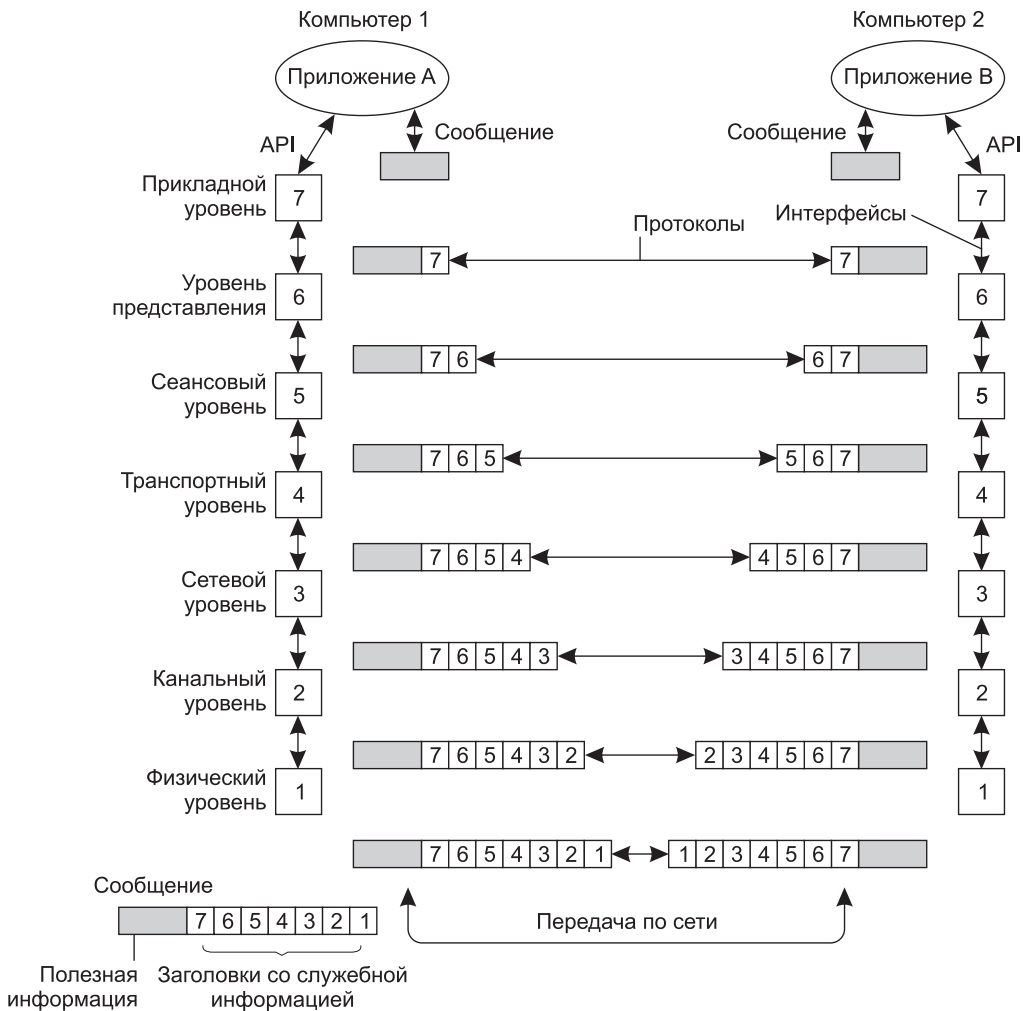 Компьютер 1
Компьютер 2
Приложение А
Приложение В
API
Сообщение
Сообщение
API
Прикладной
уровень
7
7
Протоколы
Интерфейсы
7
7
Уровень
представления
6
6
7 6
6 7
Сеансовый
уровень
5
5
7 6 5
5 6 7
Транспортный
уровень
4
4
7 6 5 4
4 5 6 7
Сетевой
уровень
3
3
7 6 5 4 3
3 4 5 6 7
Канальный
уровень
2
2
7 6 5 4 3 2
2 3 4 5 6 7
Физический
уровень
1
1
7 6 5 4 3 2 1
1 2 3 4 5 6 7
Сообщение
7 6 5 4 3 2 1
Передача по сети
Полезная
информация
Заголовки со служебной
информацией